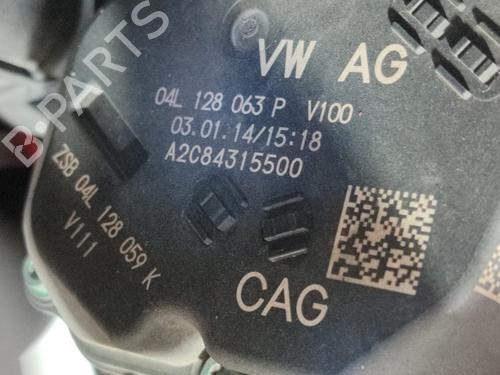 VW AG
04L 128 063 P V100
03.01.14/15:18
A2C84315500
ZSB 04L 128 059 K
V111
CAG
B-PARTS